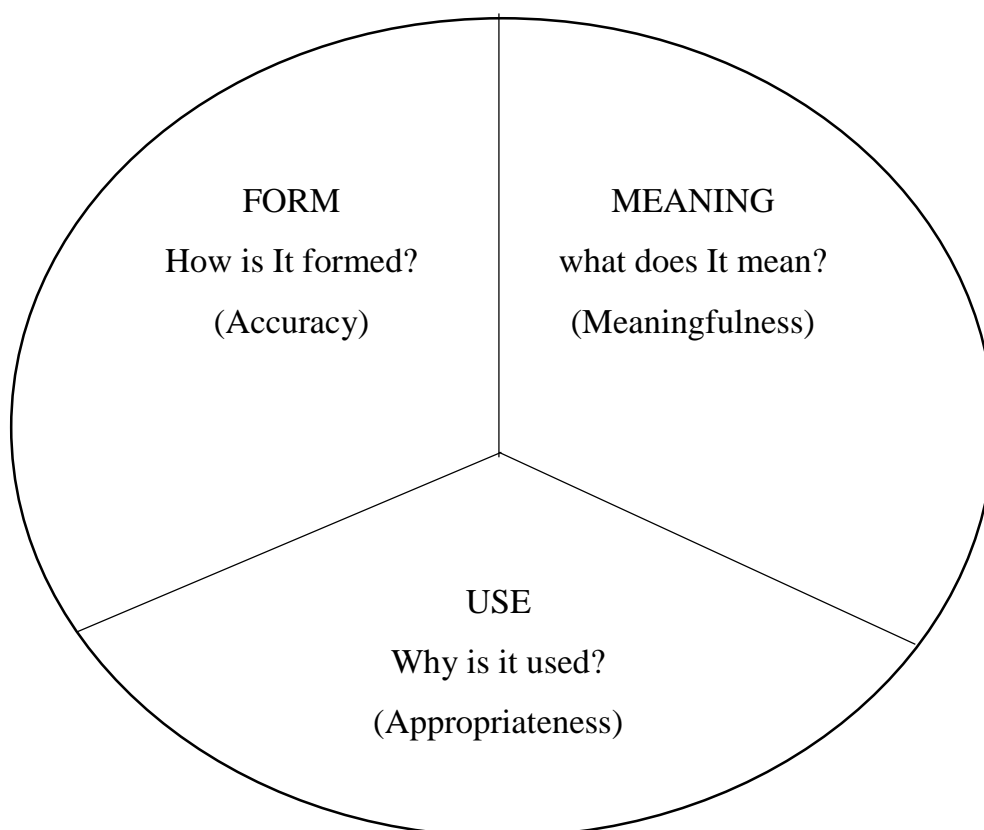 FORM
How is It formed?
(Accuracy)
MEANING
what does It mean?
(Meaningfulness)
USE
Why is it used?
(Appropriateness)